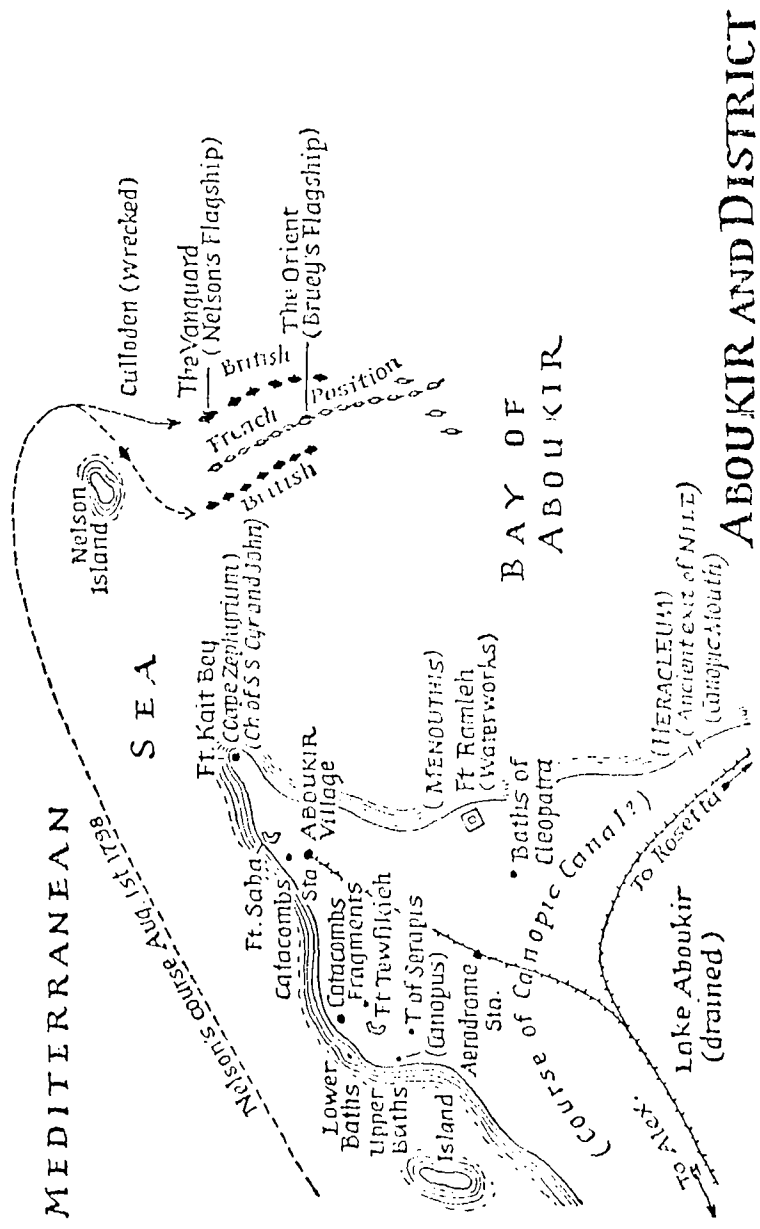 MEDITERRANEAN
SEA
Nelson's course Aug. 1st 1798
Nelson
Island
Culloden (wrecked)
The Vanguard
(Nelson's Flagship)
British
The Orient
(Bruey's Flagship)
French Position
British
Ft. Kait Bey
(Cape Zephyrium)
(Ch of S S Cyr and John)
Ft. Saba
Catacombs
Sta
ABOUKIR
Village
Catacombs
Fragments
Ft Tewfikieh
T of Serapis
(Canopus)
Lower
Baths
Upper
Baths
Island
Aerodrome
Sta.
(MENOUTHIS)
Ft Ramleh
(Waterworks)
Baths of
Cleopatra
BAY OF
ABOUKIR
(HERACLEUM)
(Ancient exit of NILE
Canopic Mouth)
(Course of Canopic Canal?)
To Rosetta
To Alex.
Lake Aboukir
(drained)
ABOUKIR AND DISTRICT